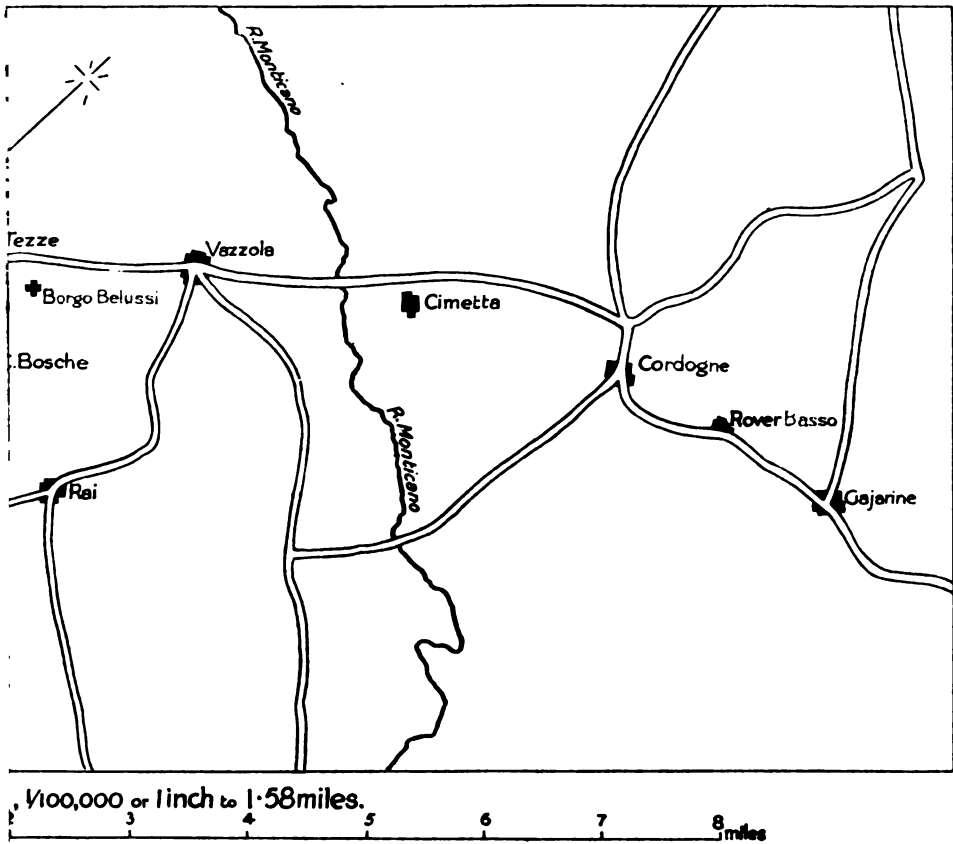 R. Monticano
Tezze
Vazzola
Borgo Belussi
Cimetta
C. Bosche
Cordogne
R. Monticano
Rover Basso
Rai
Gajarine
, 1/100,000 or 1 inch to 1·58 miles.
2 3 4 5 6 7 8 miles